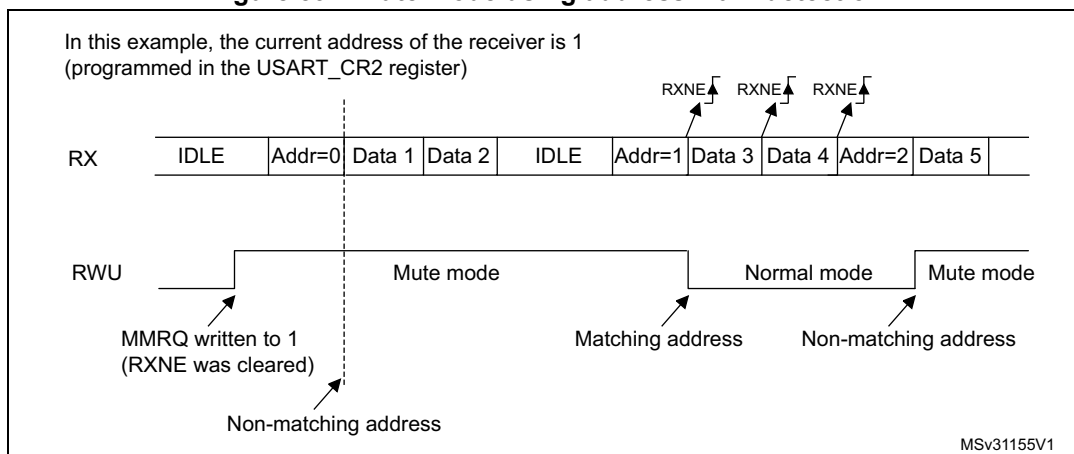 In this example, the current address of the receiver is 1
(programmed in the USART_CR2 register)
RXNE RXNE RXNE
RX IDLE Addr=0 Data 1 Data 2 IDLE Addr=1 Data 3 Data 4 Addr=2 Data 5
RWU Mute mode Normal mode Mute mode
MMRQ written to 1
(RXNE was cleared)
Matching address Non-matching address
Non-matching address
MSv31155V1